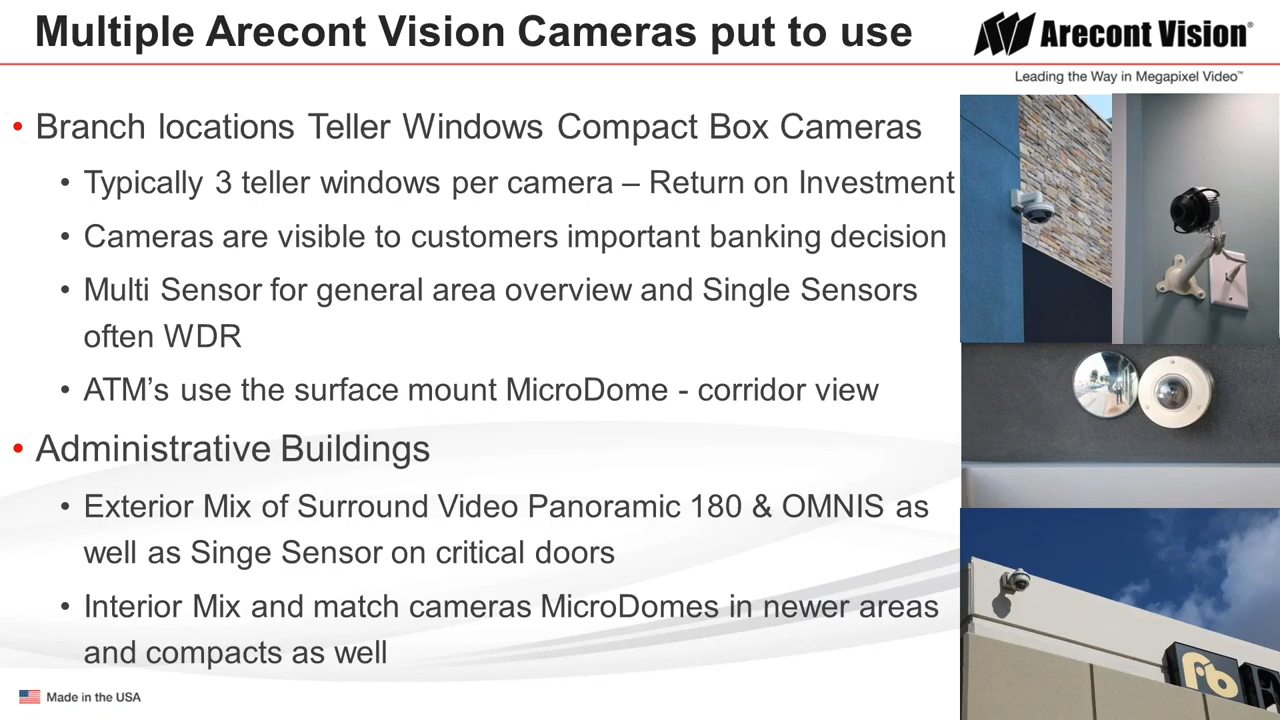 Multiple Arecont Vision Cameras put to use
Arecont Vision®
Leading the Way in Megapixel Video™
• Branch locations Teller Windows Compact Box Cameras
• Typically 3 teller windows per camera – Return on Investment
• Cameras are visible to customers important banking decision
• Multi Sensor for general area overview and Single Sensors
often WDR
• ATM’s use the surface mount MicroDome - corridor view
• Administrative Buildings
• Exterior Mix of Surround Video Panoramic 180 & OMNIS as
well as Singe Sensor on critical doors
• Interior Mix and match cameras MicroDomes in newer areas
and compacts as well
fb
Made in the USA